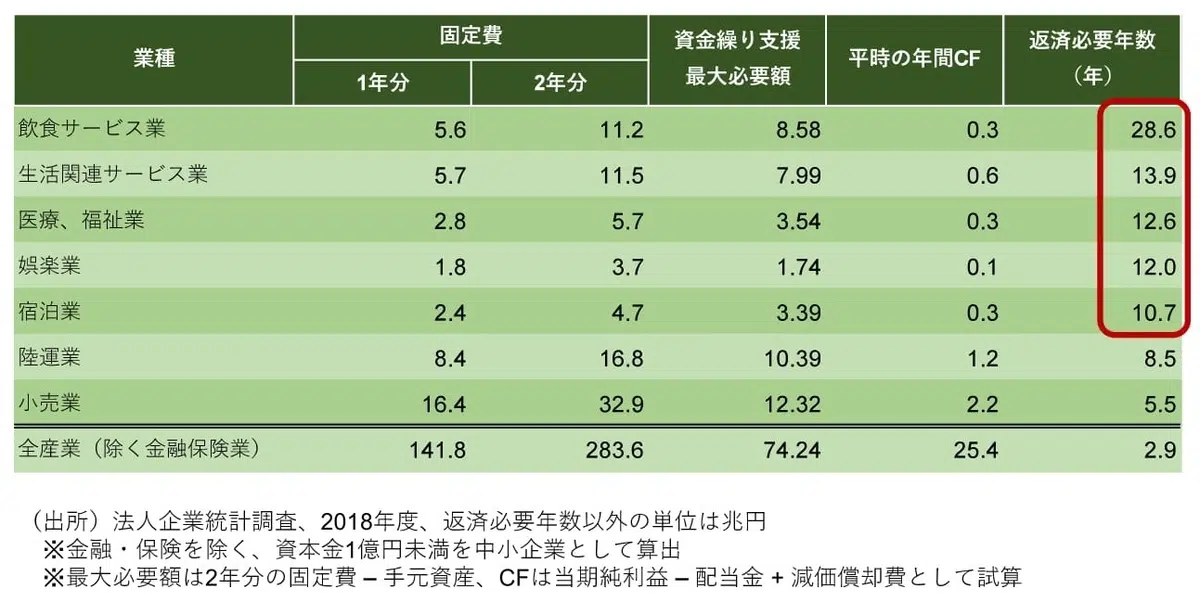 業種 固定費 資金繰り支援最大必要額 平時の年間CF 返済必要年数（年）
1年分 2年分
飲食サービス業 5.6 11.2 8.58 0.3 28.6
生活関連サービス業 5.7 11.5 7.99 0.6 13.9
医療、福祉業 2.8 5.7 3.54 0.3 12.6
娯楽業 1.8 3.7 1.74 0.1 12.0
宿泊業 2.4 4.7 3.39 0.3 10.7
陸運業 8.4 16.8 10.39 1.2 8.5
小売業 16.4 32.9 12.32 2.2 5.5
全産業（除く金融保険業） 141.8 283.6 74.24 25.4 2.9
（出所）法人企業統計調査、2018年度、返済必要年数以外の単位は兆円
※金融・保険を除く、資本金1億円未満を中小企業として算出
※最大必要額は2年分の固定費 – 手元資産、CFは当期純利益 – 配当金 + 減価償却費として試算